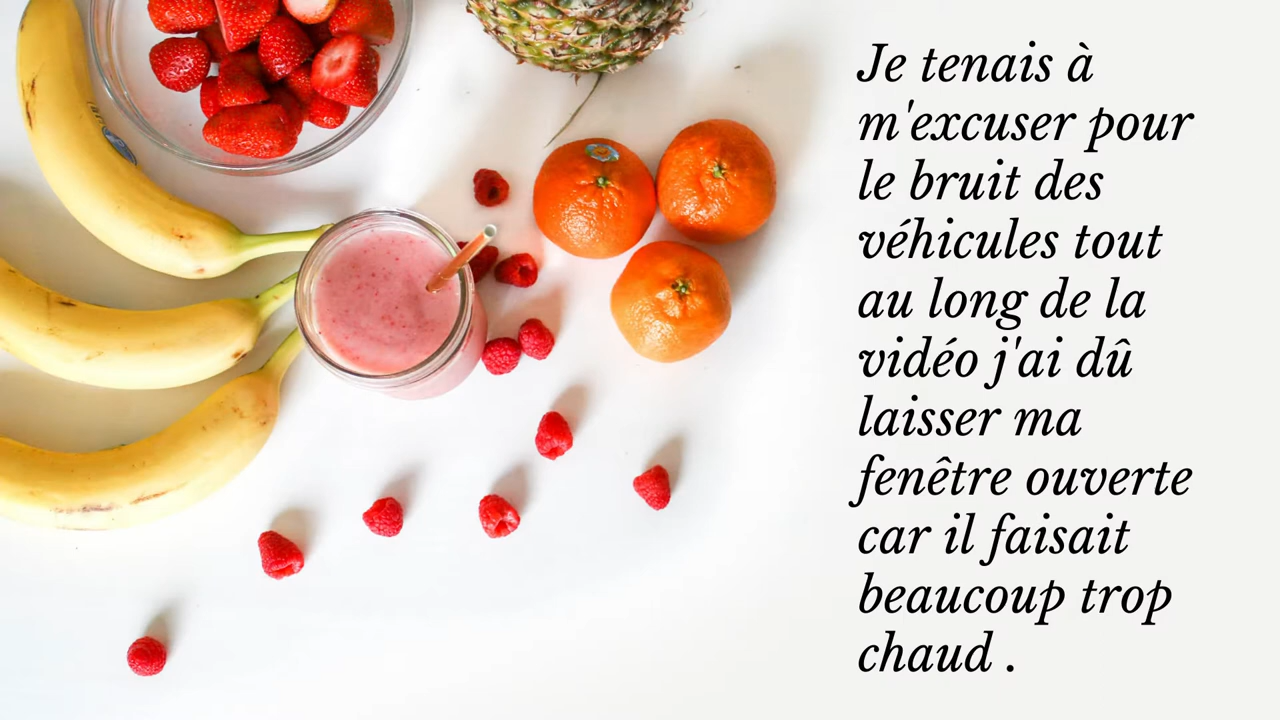 Je tenais à
m'excuser pour
le bruit des
véhicules tout
au long de la
vidéo j'ai dû
laisser ma
fenêtre ouverte
car il faisait
beaucoup trop
chaud .